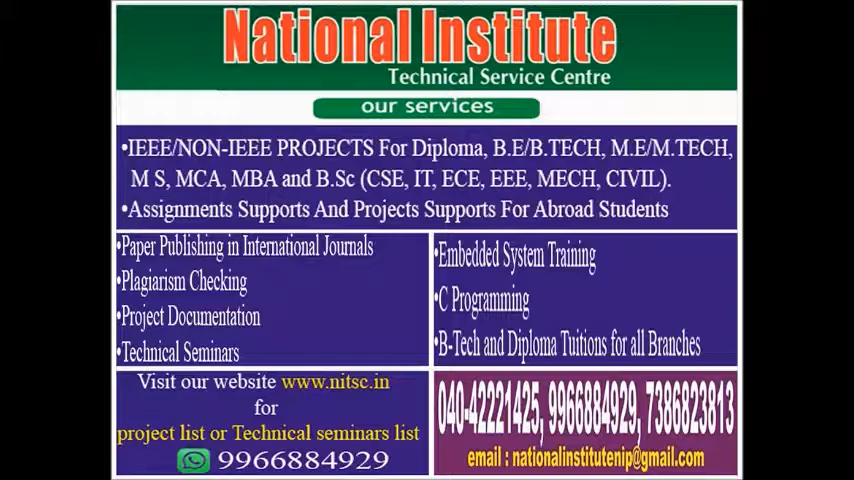 National Institute
Technical Service Centre
our services
•IEEE/NON-IEEE PROJECTS For Diploma, B.E/B.TECH, M.E/M.TECH,
M S, MCA, MBA and B.Sc (CSE, IT, ECE, EEE, MECH, CIVIL).
•Assignments Supports And Projects Supports For Abroad Students
•Paper Publishing in International Journals
•Plagiarism Checking
•Project Documentation
•Technical Seminars
•Embedded System Training
•C Programming
•B-Tech and Diploma Tuitions for all Branches
Visit our website www.nitsc.in
for
project list or Technical seminars list
9966884929
040-42221425, 9966884929, 7386823813
email : nationalinstitutenip@gmail.com